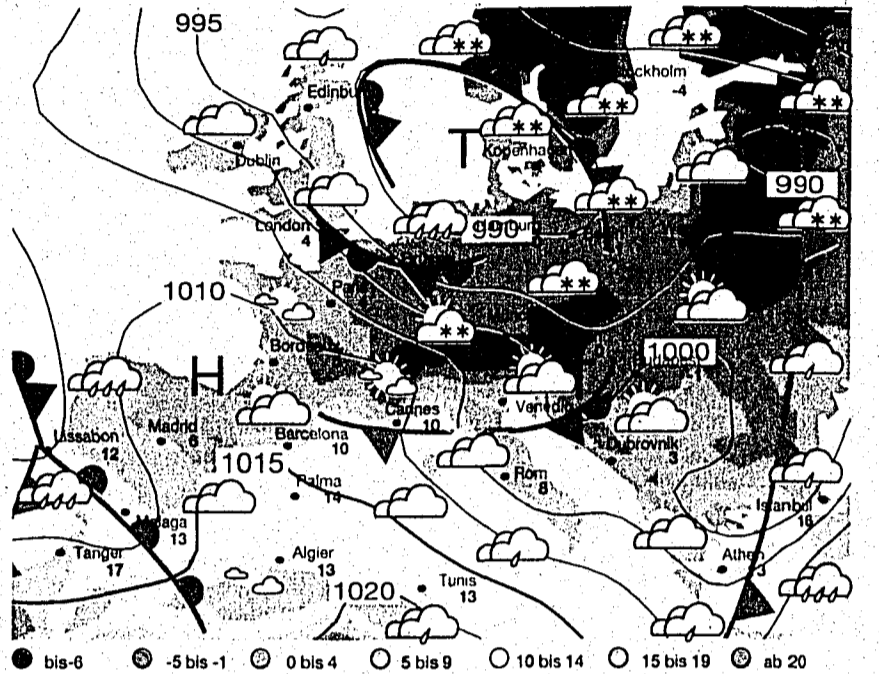 995
Edinbu
ckholm
-4
Dublin
T
Kopenhagen
990
London
4
990
1010
Bord
1000
H
Cannes
10
Venedig
Madrid
6
Lissabon
12
Barcelona
10
Dubrovnik
3
1015
Rom
8
Palma
14
Istanbul
16
Malaga
13
Tanger
17
Algier
13
Athen
Tunis
13
1020
bis-6 -5 bis -1 0 bis 4 5 bis 9 10 bis 14 15 bis 19 ab 20